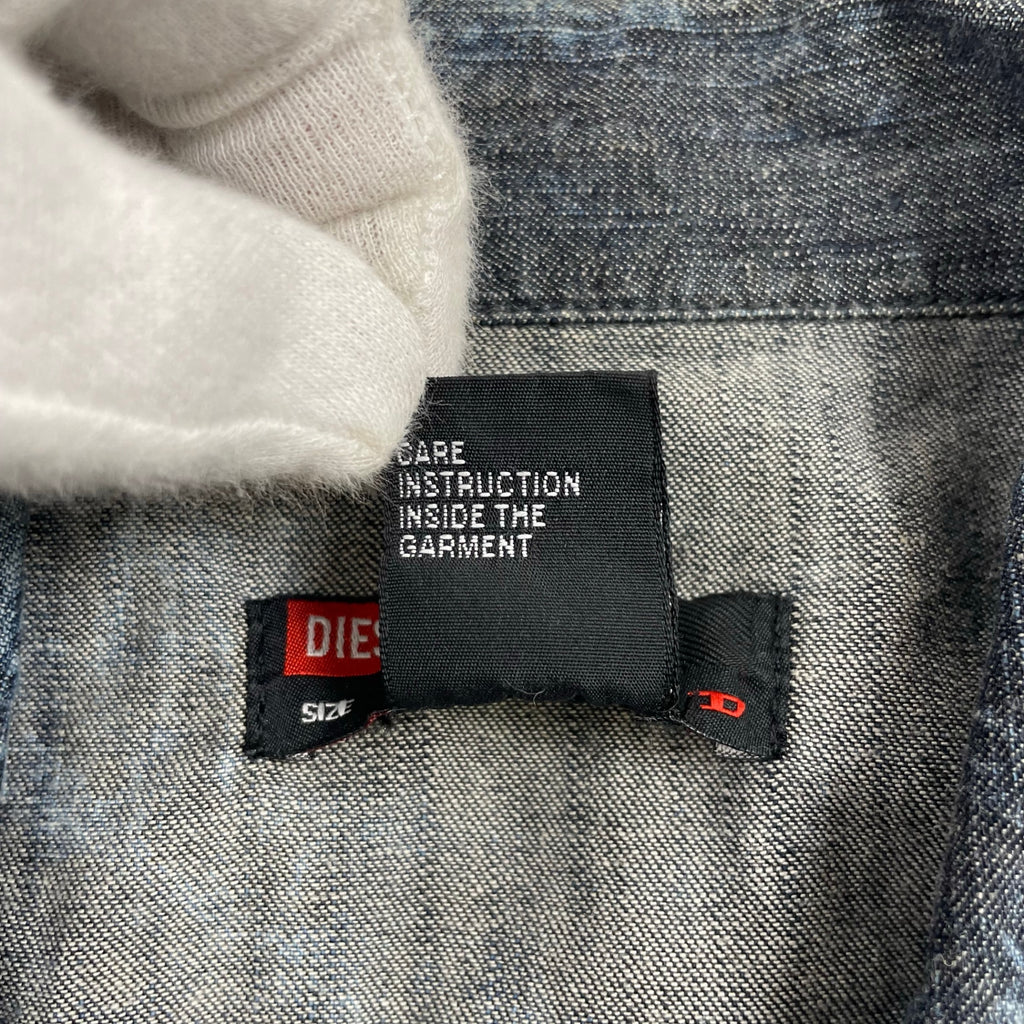 CARE
INSTRUCTION
INSIDE THE
GARMENT
DIES
SIZE